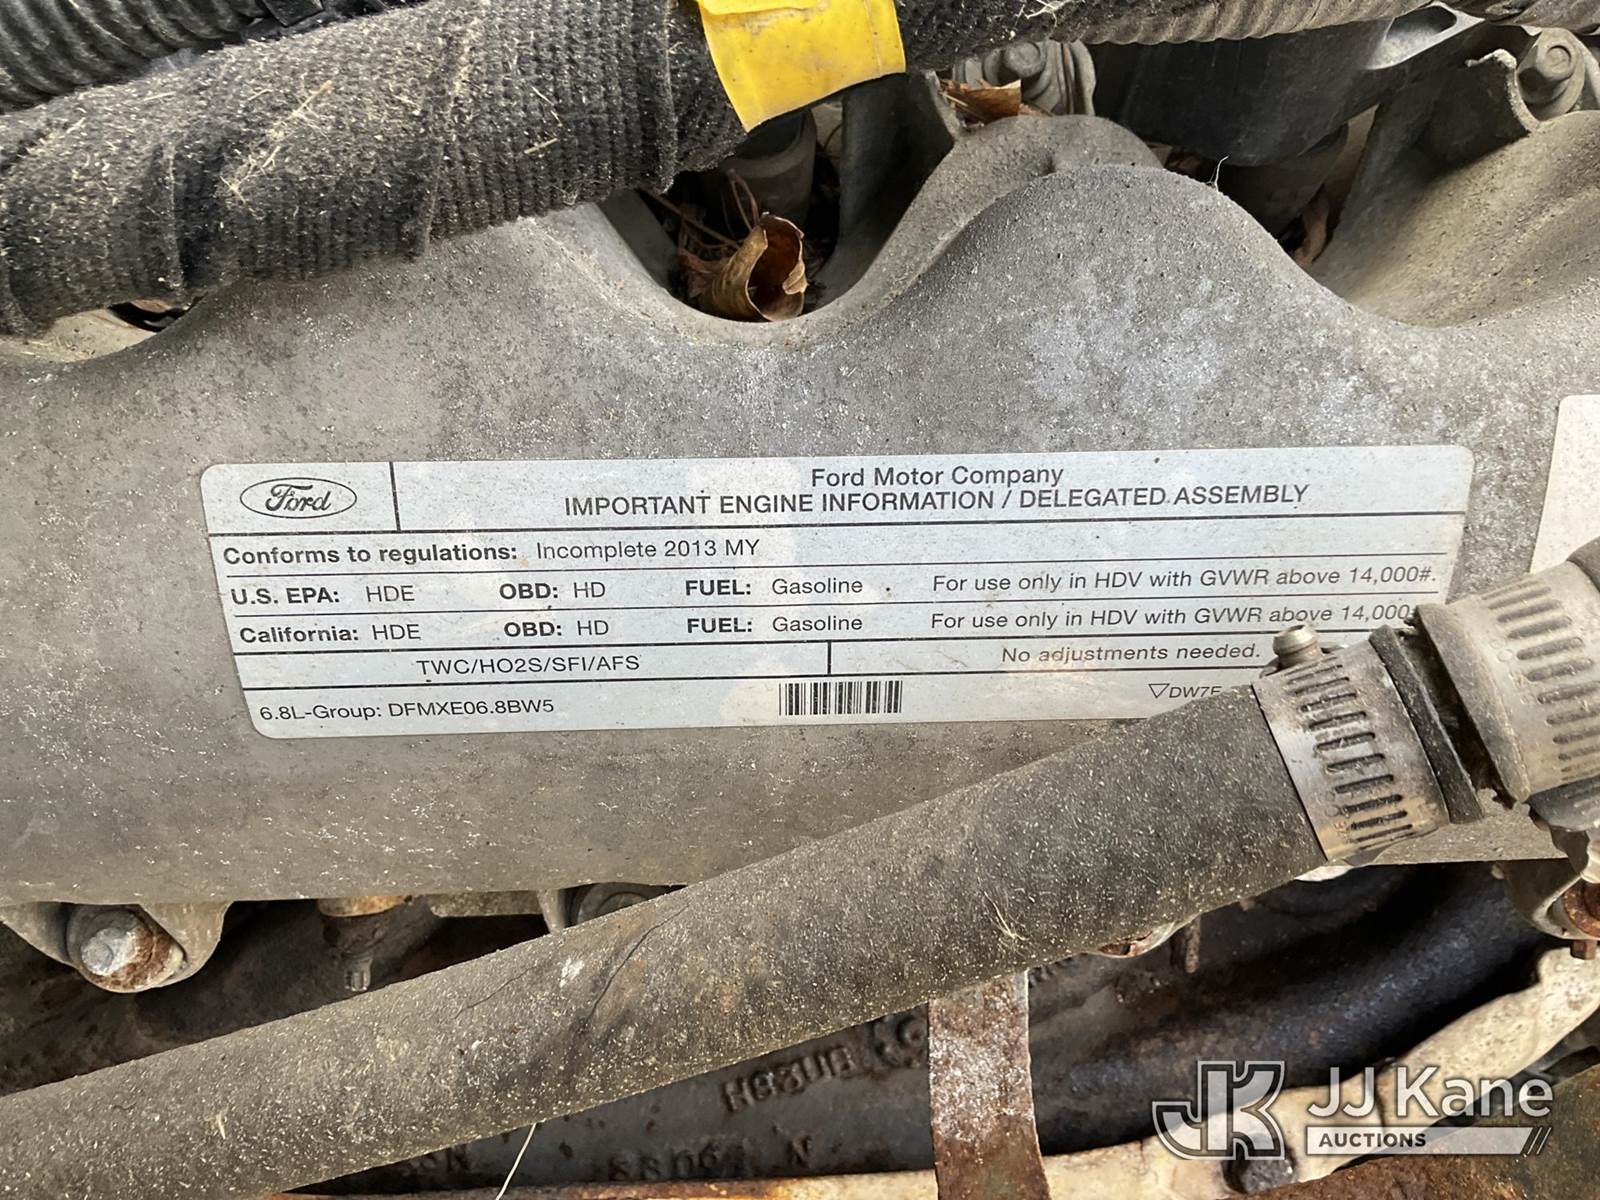 Ford
Ford Motor Company
IMPORTANT ENGINE INFORMATION / DELEGATED ASSEMBLY
Conforms to regulations: Incomplete 2013 MY
U.S. EPA: HDE OBD: HD FUEL: Gasoline . For use only in HDV with GVWR above 14,000#.
California: HDE OBD: HD FUEL: Gasoline For use only in HDV with GVWR above 14,000
TWC/HO2S/SFI/AFS No adjustments needed.
6.8L-Group: DFMXE06.8BW5 ▽DW7E
JK JJ Kane
AUCTIONS